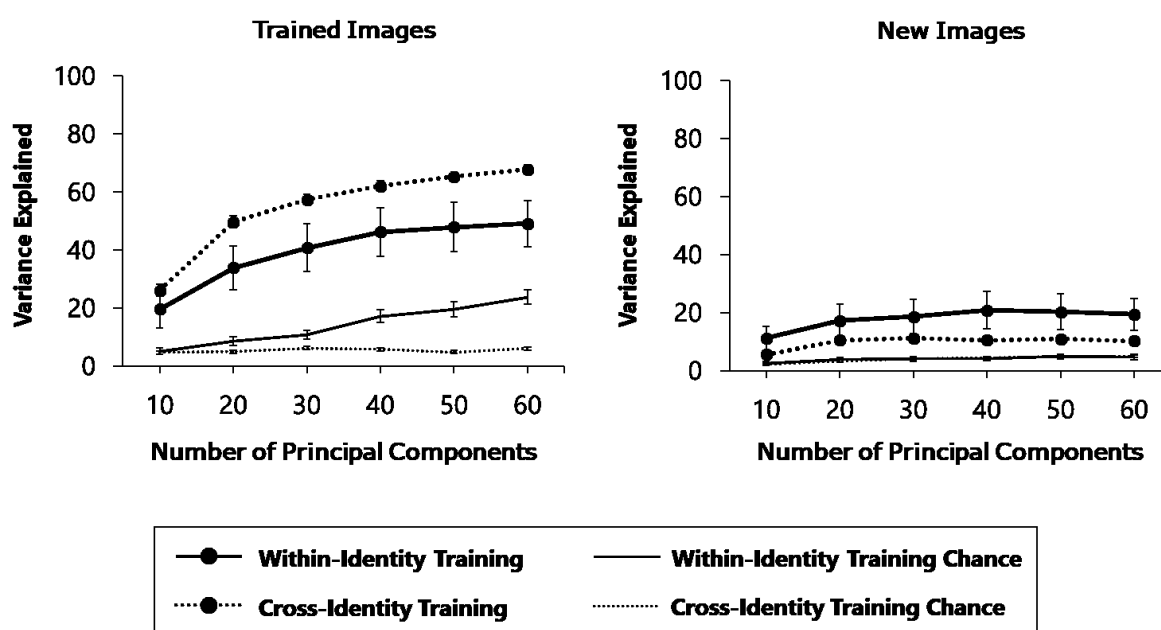 Trained Images
100
80
60
40
20
0
Variance Explained
10 20 30 40 50 60
Number of Principal Components
New Images
100
80
60
40
20
0
Variance Explained
10 20 30 40 50 60
Number of Principal Components
Within-Identity Training
Within-Identity Training Chance
Cross-Identity Training
Cross-Identity Training Chance